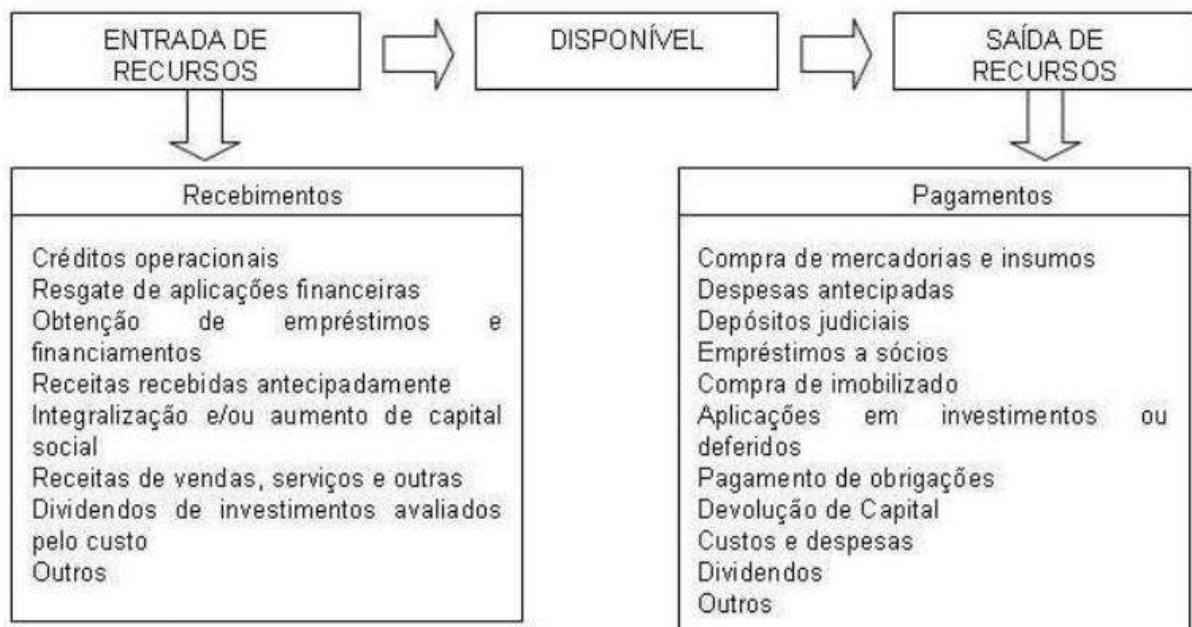 ENTRADA DE
RECURSOS
DISPONÍVEL
SAÍDA DE
RECURSOS
Recebimentos
Créditos operacionais
Resgate de aplicações financeiras
Obtenção de empréstimos e
financiamentos
Receitas recebidas antecipadamente
Integralização e/ou aumento de capital
social
Receitas de vendas, serviços e outras
Dividendos de investimentos avaliados
pelo custo
Outros
Pagamentos
Compra de mercadorias e insumos
Despesas antecipadas
Depósitos judiciais
Empréstimos a sócios
Compra de imobilizado
Aplicações em investimentos ou
deferidos
Pagamento de obrigações
Devolução de Capital
Custos e despesas
Dividendos
Outros